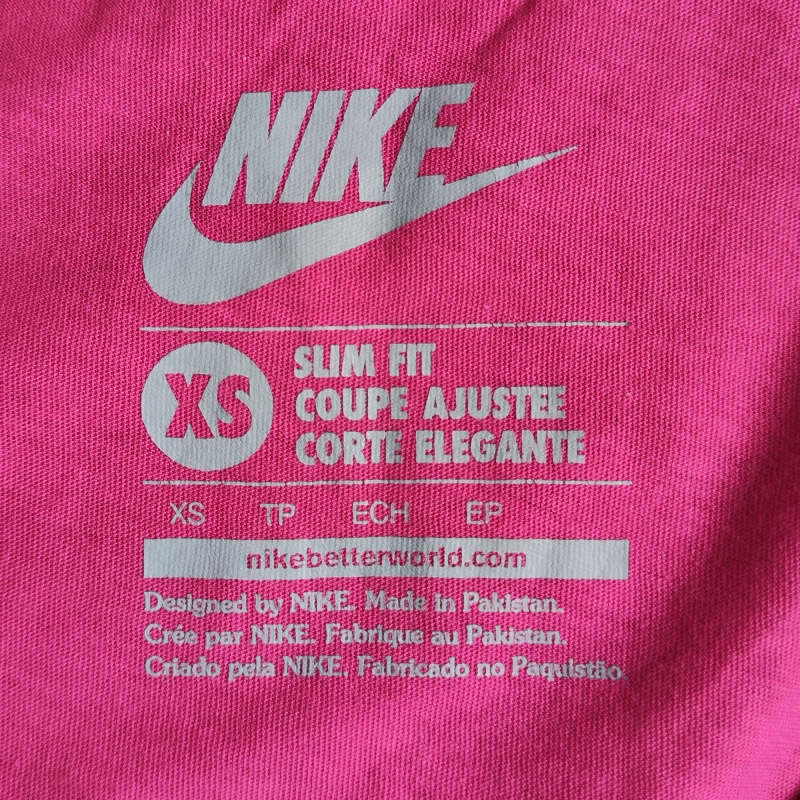 NIKE
XS
SLIM FIT
COUPE AJUSTEE
CORTE ELEGANTE
XS TP ECH EP
nikebetterworld.com
Designed by NIKE. Made in Pakistan.
Crée par NIKE. Fabrique au Pakistan.
Criado pela NIKE. Fabricado no Paquistão.